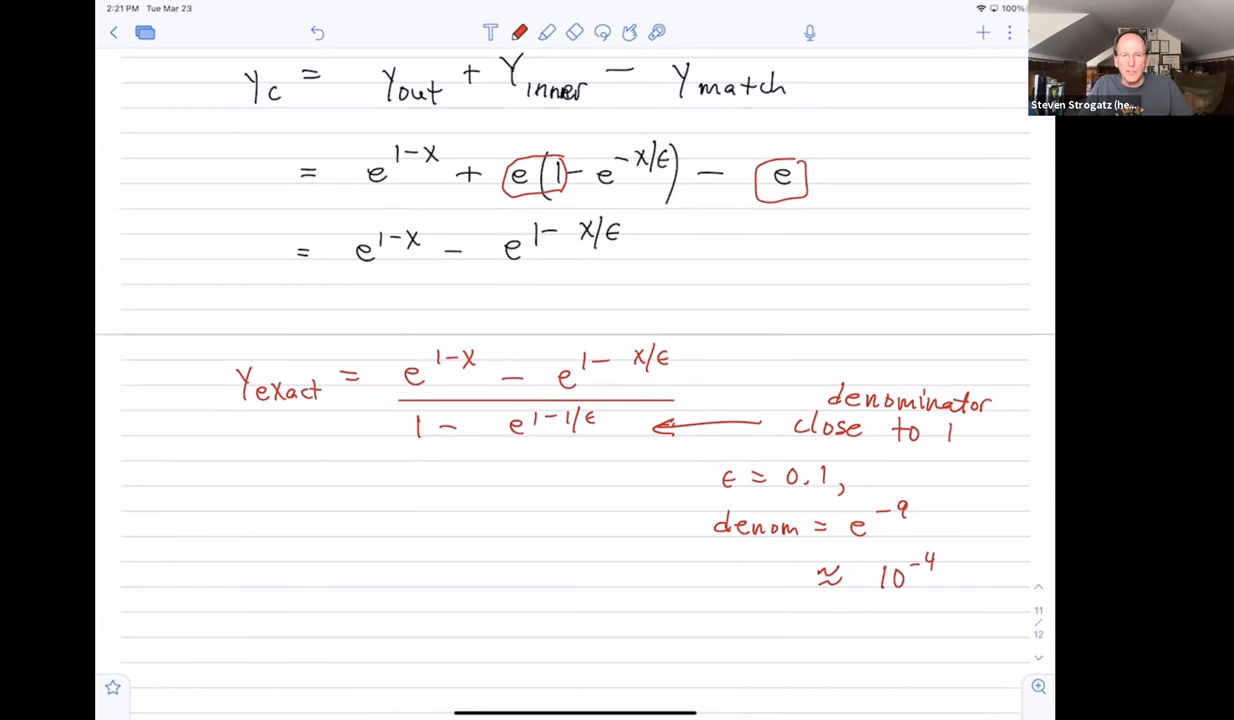 2:21 PM Tue Mar 23
100%
Steven Strogatz (he...
T
y_c = y_out + y_inner − y_match
= e^{1−x} + e(1 − e^{−x/ϵ}) − e
= e^{1−x} − e^{1−x/ϵ}
y_exact = (e^{1−x} − e^{1−x/ϵ}) / (1 − e^{1−1/ϵ})
denominator
close to 1
ϵ = 0.1,
denom = e^{−9}
≈ 10^{−4}
11
/
12